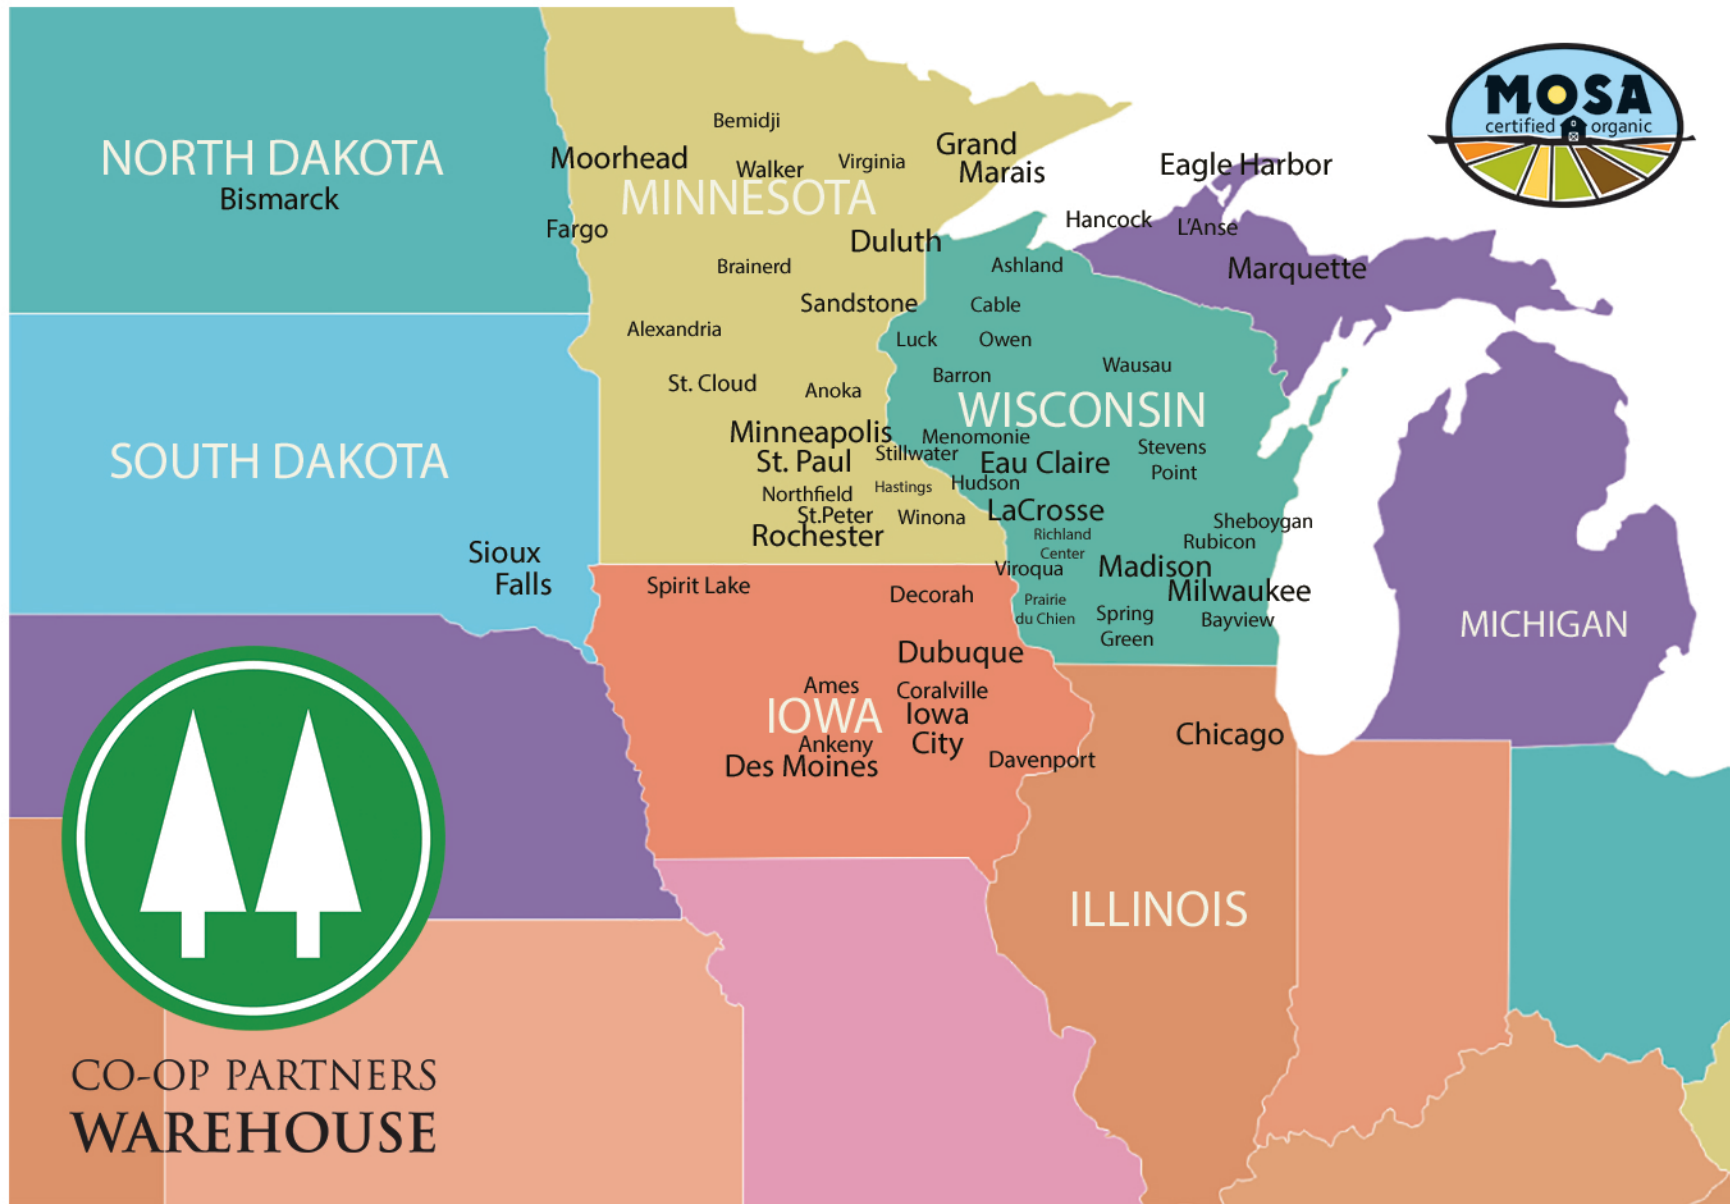 MOSA
certified organic
NORTH DAKOTA
Bismarck
Bemidji
Moorhead
Walker
Virginia
Grand
Marais
MINNESOTA
Eagle Harbor
Fargo
Hancock
L'Anse
Duluth
Brainerd
Ashland
Marquette
Sandstone
Cable
Alexandria
Luck
Owen
St. Cloud
Anoka
Barron
Wausau
WISCONSIN
Minneapolis
St. Paul
Stillwater
Menomonie
Eau Claire
Stevens
Point
SOUTH DAKOTA
Northfield
Hastings
Hudson
St.Peter
Winona
LaCrosse
Rochester
Richland
Center
Sheboygan
Rubicon
Viroqua
Madison
Milwaukee
Sioux
Falls
Spirit Lake
Decorah
Prairie
du Chien
Spring
Green
Bayview
MICHIGAN
Dubuque
Ames
Coralville
IOWA
Iowa
City
Ankeny
Des Moines
Davenport
Chicago
ILLINOIS
CO-OP PARTNERS
WAREHOUSE